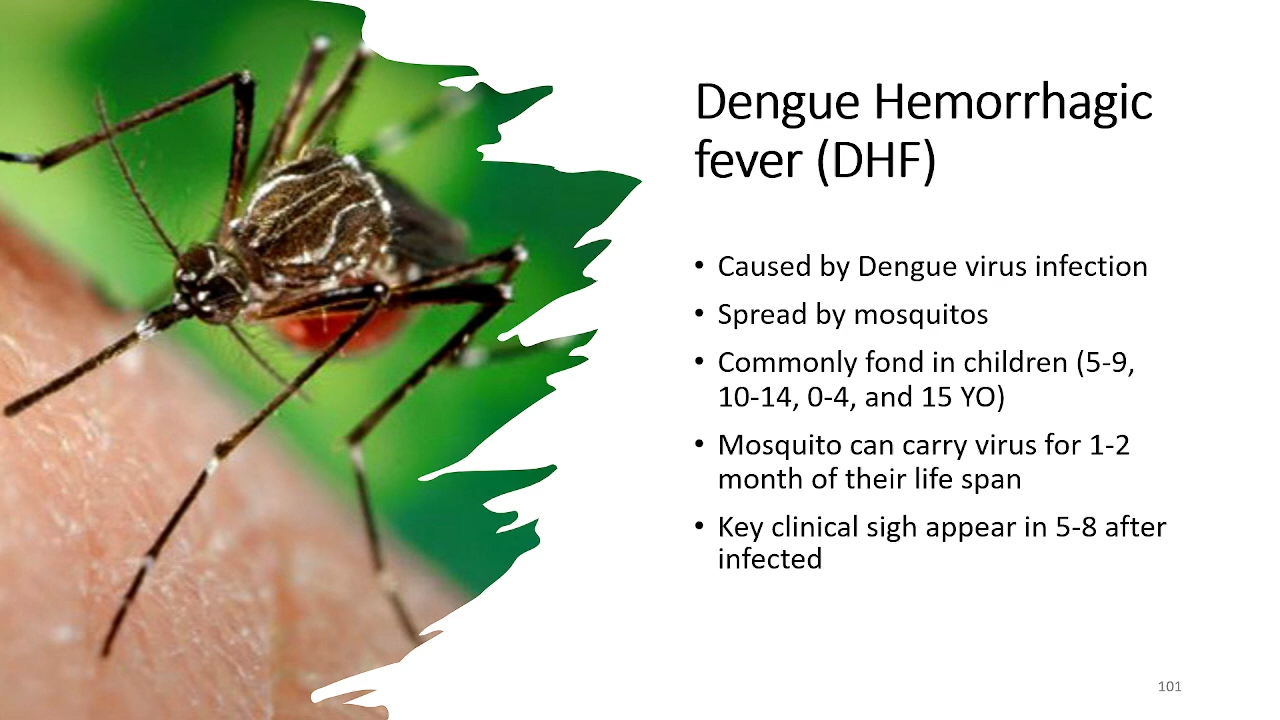 Dengue Hemorrhagic
fever (DHF)
• Caused by Dengue virus infection
• Spread by mosquitos
• Commonly fond in children (5-9,
10-14, 0-4, and 15 YO)
• Mosquito can carry virus for 1-2
month of their life span
• Key clinical sigh appear in 5-8 after
infected
101